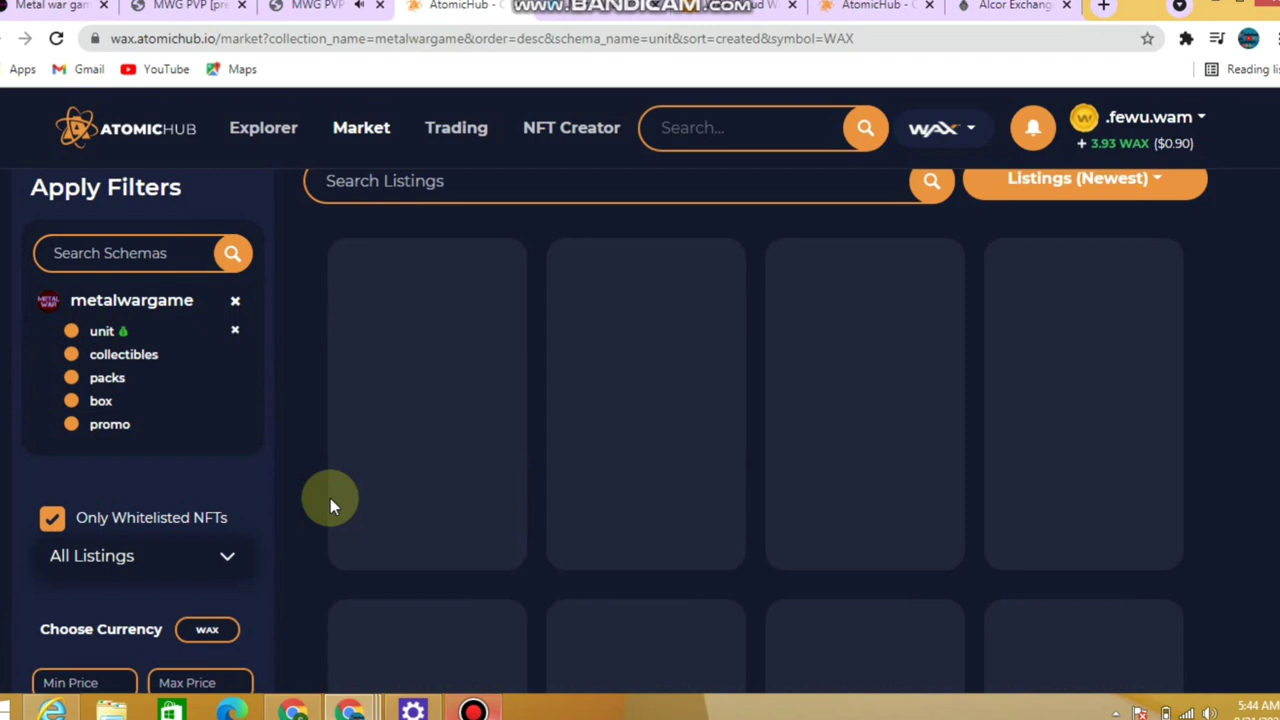 Metal war gam
MWG PVP [pre
MWG PVP
AtomicHub - C
WWW.BANDICAM.COM
ud W
AtomicHub - C
Alcor Exchang
wax.atomichub.io/market?collection_name=metalwargame&order=desc&schema_name=unit&sort=created&symbol=WAX
Apps
Gmail
YouTube
Maps
Reading lis
ATOMICHUB
Explorer
Market
Trading
NFT Creator
Search...
WAX
.fewu.wam
+ 3.93 WAX ($0.90)
Apply Filters
Search Listings
Listings (Newest)
Search Schemas
METAL WAR
metalwargame
unit
collectibles
packs
box
promo
Only Whitelisted NFTs
All Listings
Choose Currency
WAX
Min Price
Max Price
5:44 AM